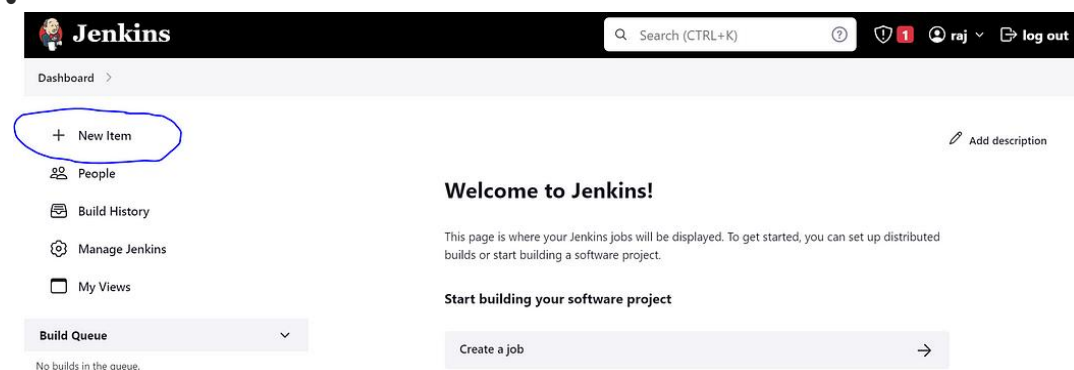 Jenkins
Search (CTRL+K)
1
raj
log out
Dashboard
New Item
Add description
People
Build History
Manage Jenkins
My Views
Welcome to Jenkins!
This page is where your Jenkins jobs will be displayed. To get started, you can set up distributed
builds or start building a software project.
Start building your software project
Create a job
Build Queue
No builds in the queue.